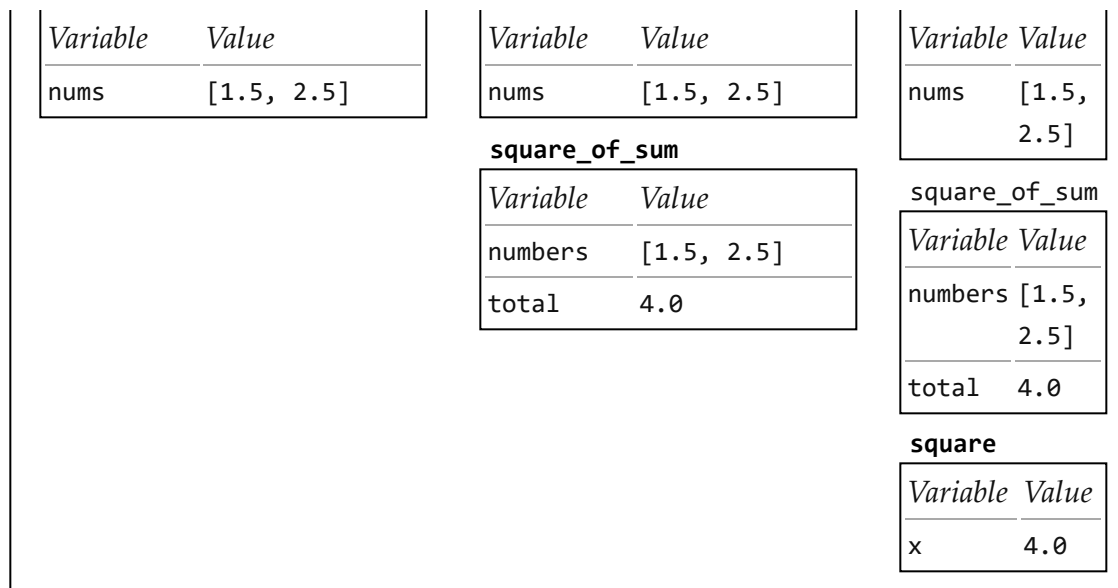 Variable Value
nums [1.5, 2.5]
Variable Value
nums [1.5, 2.5]
square_of_sum
Variable Value
numbers [1.5, 2.5]
total 4.0
Variable Value
nums [1.5,
2.5]
square_of_sum
Variable Value
numbers [1.5,
2.5]
total 4.0
square
Variable Value
x 4.0